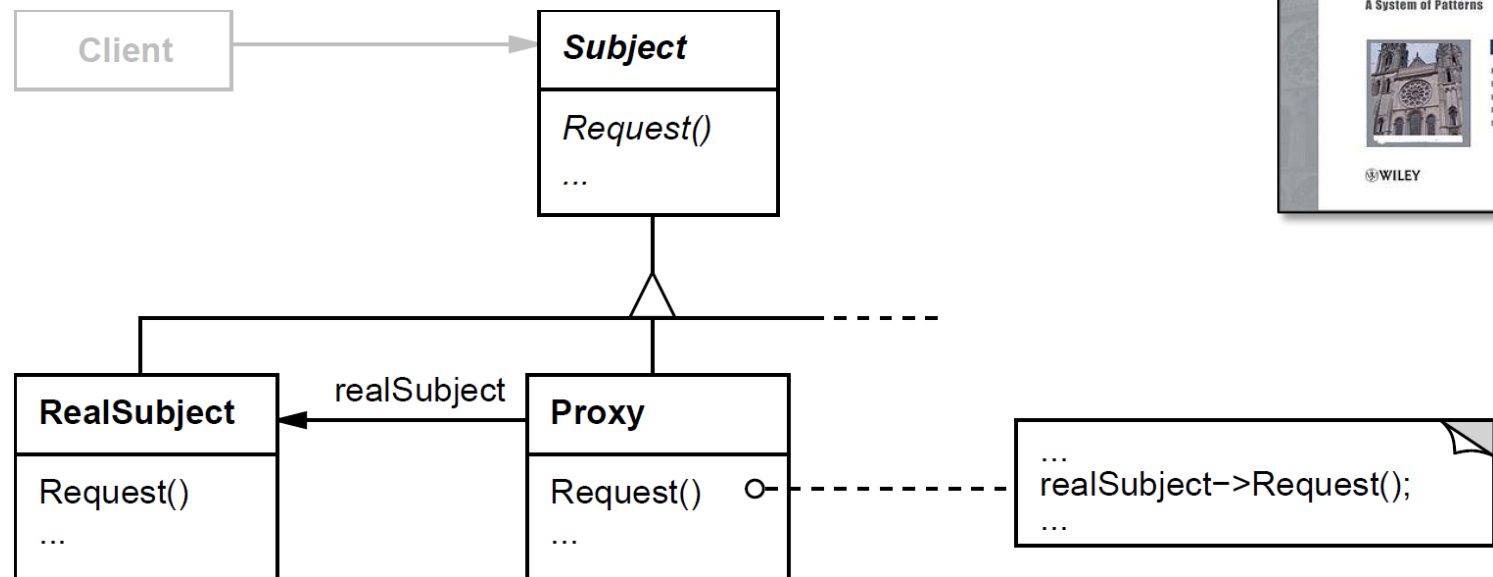 A System of Patterns
Client
Subject
Request()
...
WILEY
realSubject
RealSubject
Proxy
Request()
...
Request()
...
...
realSubject−>Request();
...